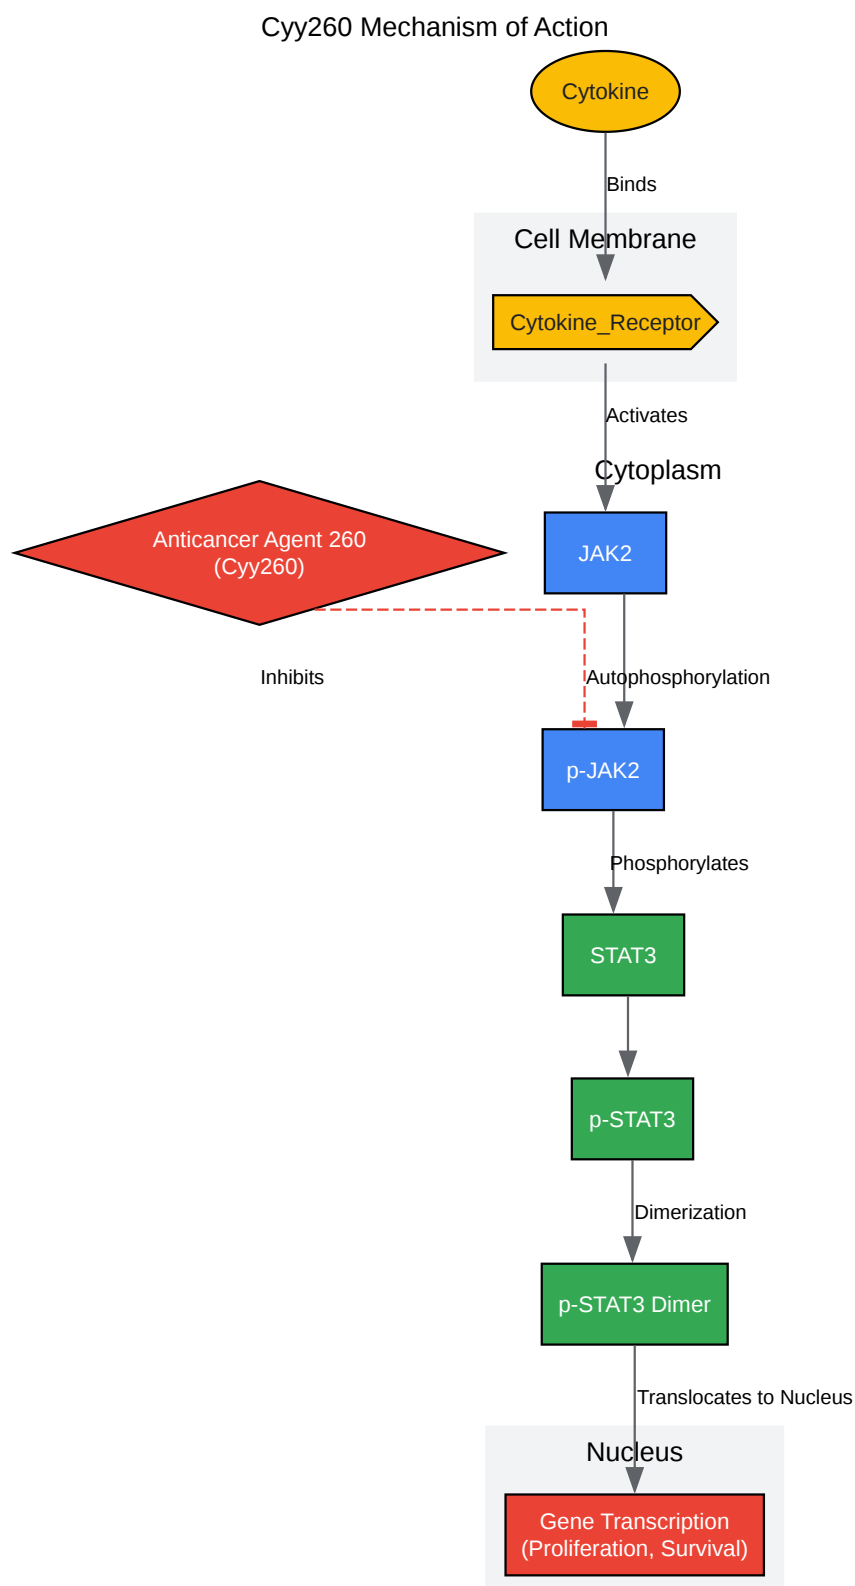 Cyy260 Mechanism of Action
Cytokine
Binds
Cell Membrane
Cytokine_Receptor
Activates
Cytoplasm
Anticancer Agent 260
(Cyy260)
JAK2
Inhibits
Autophosphorylation
p-JAK2
Phosphorylates
STAT3
p-STAT3
Dimerization
p-STAT3 Dimer
Translocates to Nucleus
Nucleus
Gene Transcription
(Proliferation, Survival)